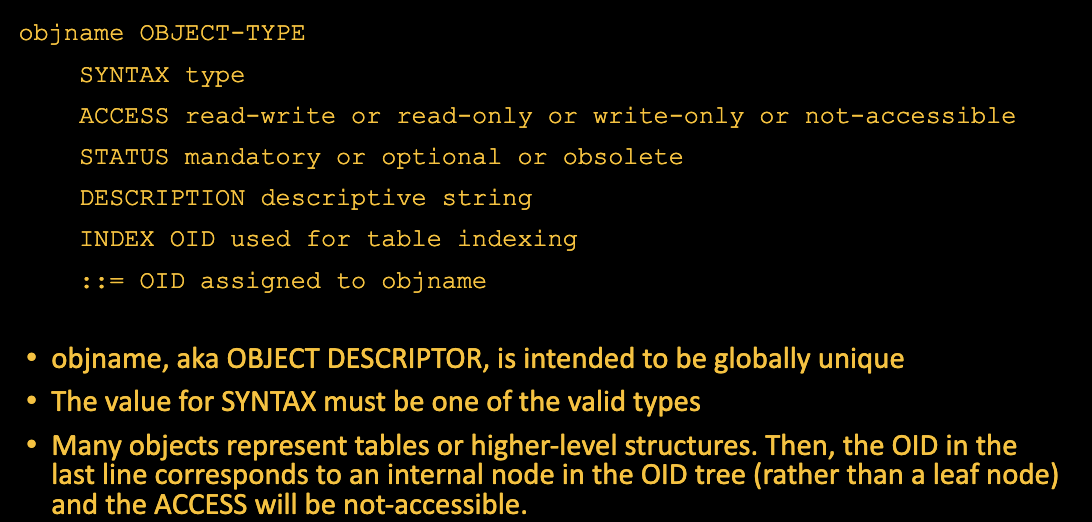 objname OBJECT-TYPE
SYNTAX type
ACCESS read-write or read-only or write-only or not-accessible
STATUS mandatory or optional or obsolete
DESCRIPTION descriptive string
INDEX OID used for table indexing
::= OID assigned to objname
• objname, aka OBJECT DESCRIPTOR, is intended to be globally unique
• The value for SYNTAX must be one of the valid types
• Many objects represent tables or higher-level structures. Then, the OID in the
last line corresponds to an internal node in the OID tree (rather than a leaf node)
and the ACCESS will be not-accessible.